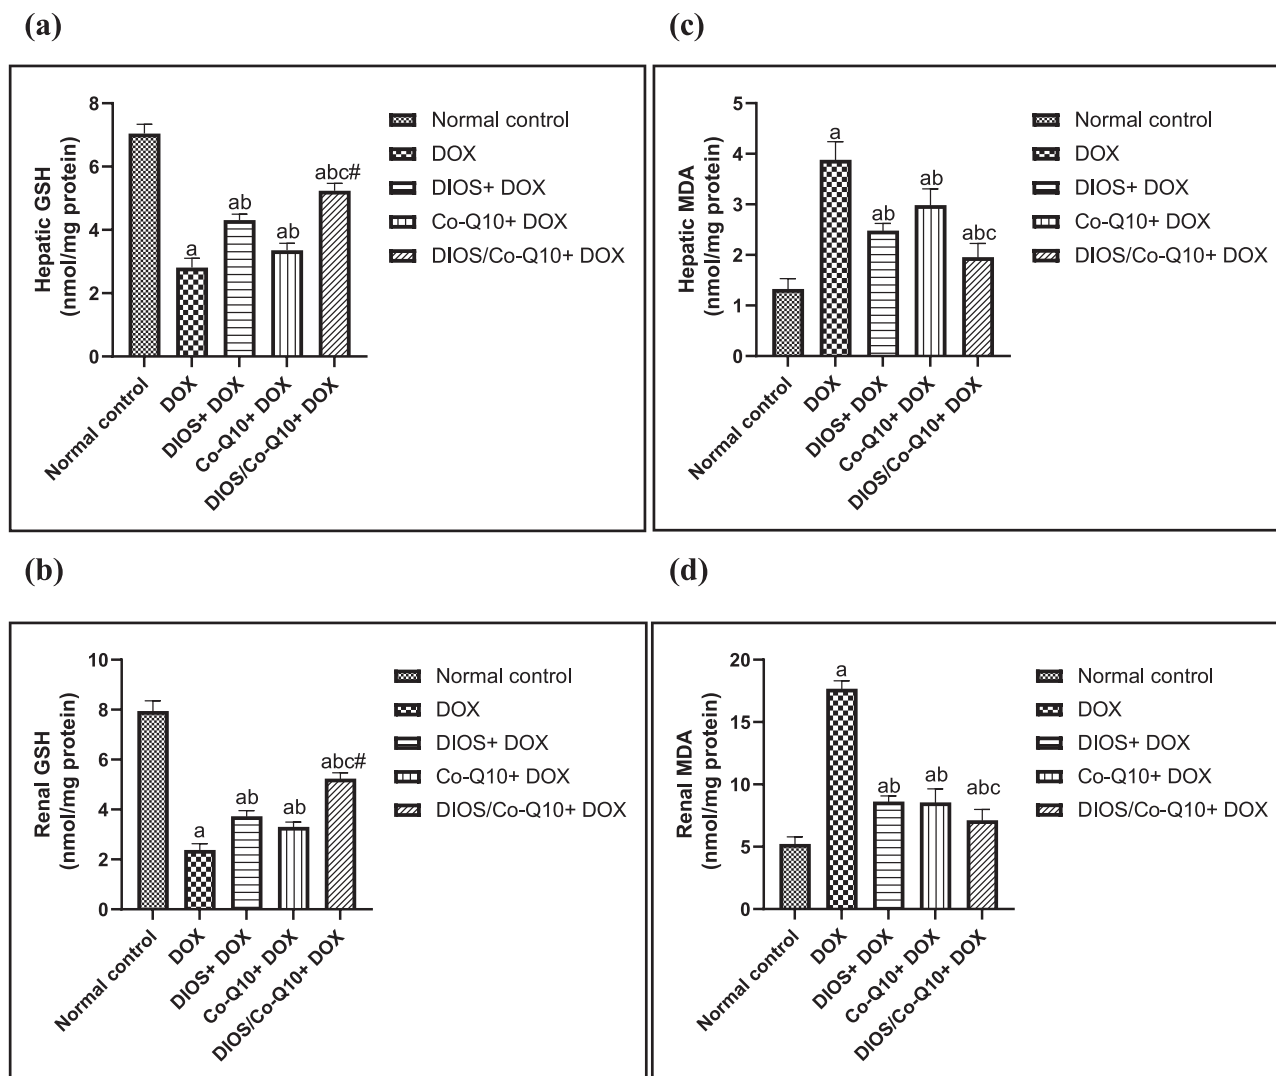 (a)
Hepatic GSH
(nmol/mg protein)
8
6
4
2
0
a
ab
ab
abc#
Normal control
DOX
DIOS+ DOX
Co-Q10+ DOX
DIOS/Co-Q10+ DOX
Normal control
DOX
DIOS+ DOX
Co-Q10+ DOX
DIOS/Co-Q10+ DOX
(c)
Hepatic MDA
(nmol/mg protein)
5
4
3
2
1
0
a
ab
ab
abc
Normal control
DOX
DIOS+ DOX
Co-Q10+ DOX
DIOS/Co-Q10+ DOX
Normal control
DOX
DIOS+ DOX
Co-Q10+ DOX
DIOS/Co-Q10+ DOX
(b)
Renal GSH
(nmol/mg protein)
10
8
6
4
2
0
a
ab
ab
abc#
Normal control
DOX
DIOS+ DOX
Co-Q10+ DOX
DIOS/Co-Q10+ DOX
Normal control
DOX
DIOS+ DOX
Co-Q10+ DOX
DIOS/Co-Q10+ DOX
(d)
Renal MDA
(nmol/mg protein)
20
15
10
5
0
a
ab
ab
abc
Normal control
DOX
DIOS+ DOX
Co-Q10+ DOX
DIOS/Co-Q10+ DOX
Normal control
DOX
DIOS+ DOX
Co-Q10+ DOX
DIOS/Co-Q10+ DOX